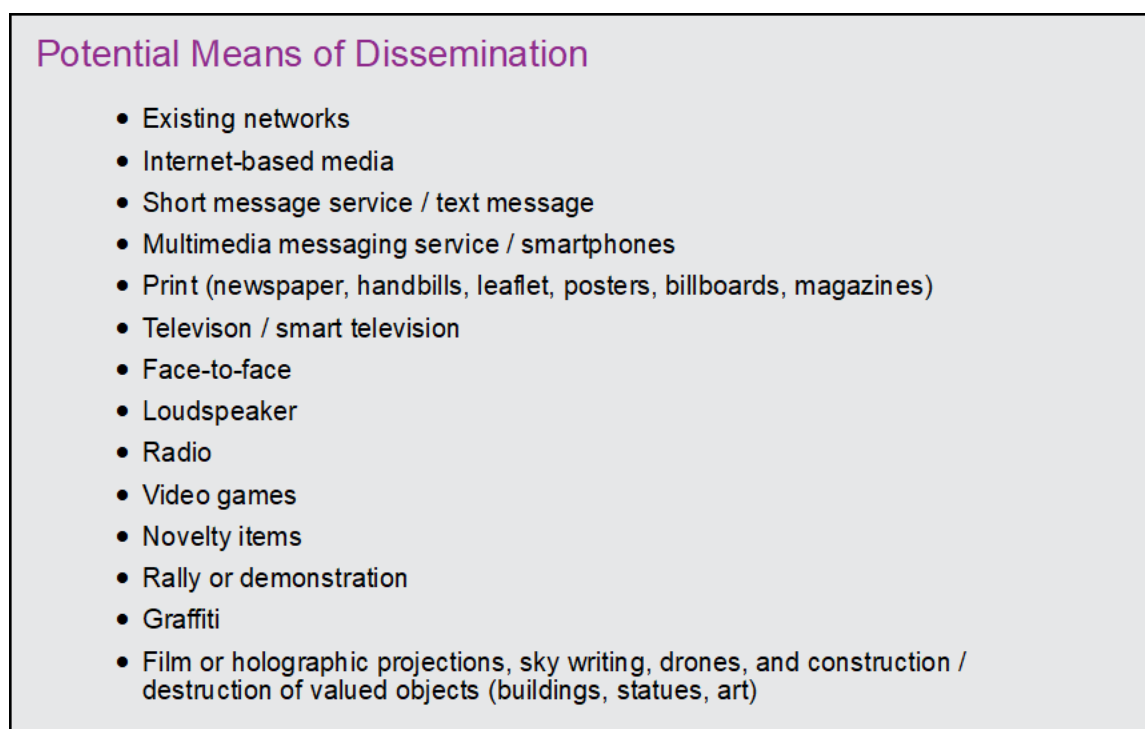 Potential Means of Dissemination
• Existing networks
• Internet-based media
• Short message service / text message
• Multimedia messaging service / smartphones
• Print (newspaper, handbills, leaflet, posters, billboards, magazines)
• Televison / smart television
• Face-to-face
• Loudspeaker
• Radio
• Video games
• Novelty items
• Rally or demonstration
• Graffiti
• Film or holographic projections, sky writing, drones, and construction /
destruction of valued objects (buildings, statues, art)